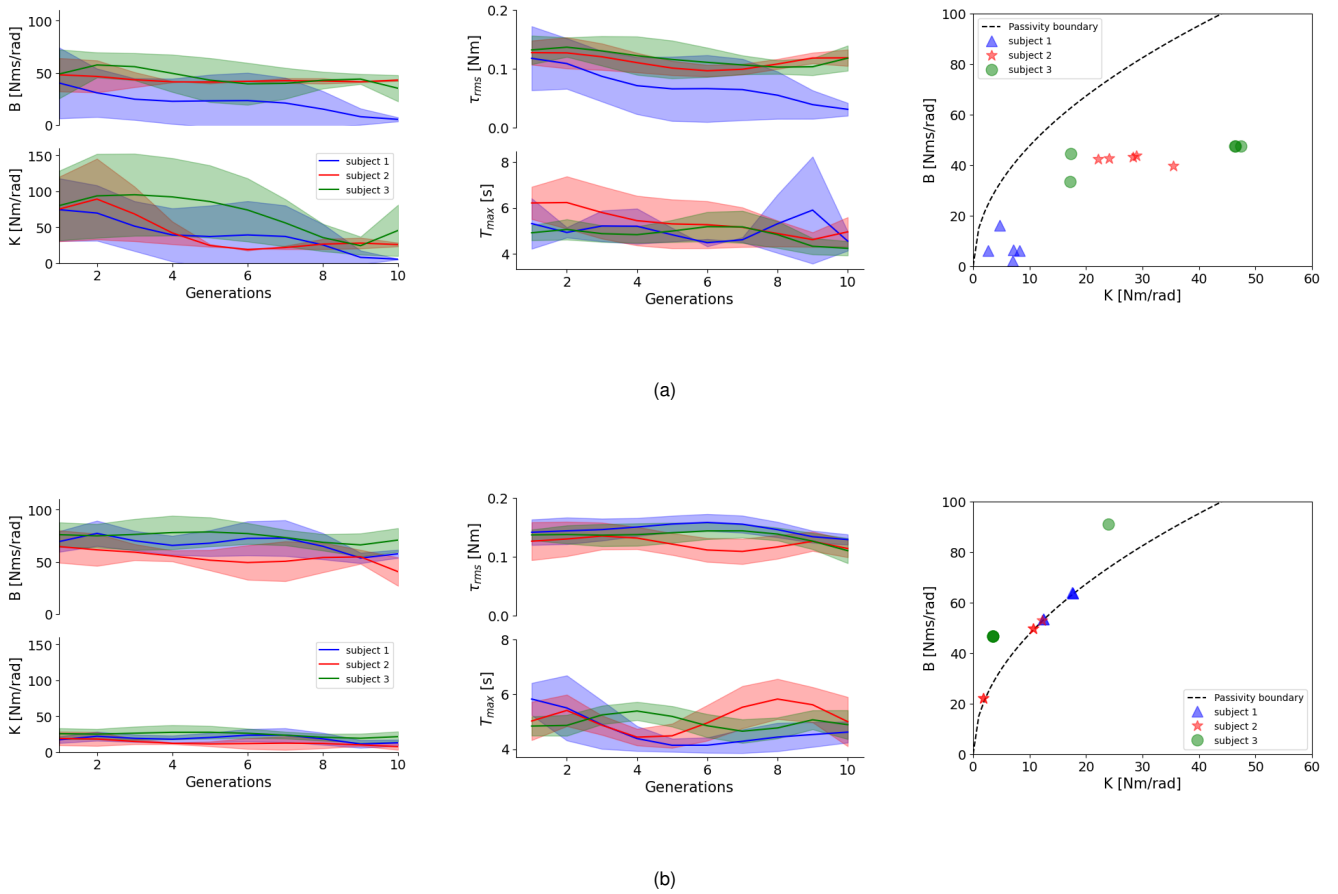 B [Nms/rad]
100
50
0
K [Nm/rad]
150
100
50
0
subject 1
subject 2
subject 3
2 4 6 8 10
Generations
τrms [Nm]
0.2
0.1
0.0
Tmax [s]
8
6
4
2 4 6 8 10
Generations
B [Nms/rad]
100
80
60
40
20
0
Passivity boundary
subject 1
subject 2
subject 3
0 10 20 30 40 50 60
K [Nm/rad]
(a)
B [Nms/rad]
100
50
0
K [Nm/rad]
150
100
50
0
subject 1
subject 2
subject 3
2 4 6 8 10
Generations
τrms [Nm]
0.2
0.1
0.0
Tmax [s]
8
6
4
2 4 6 8 10
Generations
B [Nms/rad]
100
80
60
40
20
0
Passivity boundary
subject 1
subject 2
subject 3
0 10 20 30 40 50 60
K [Nm/rad]
(b)